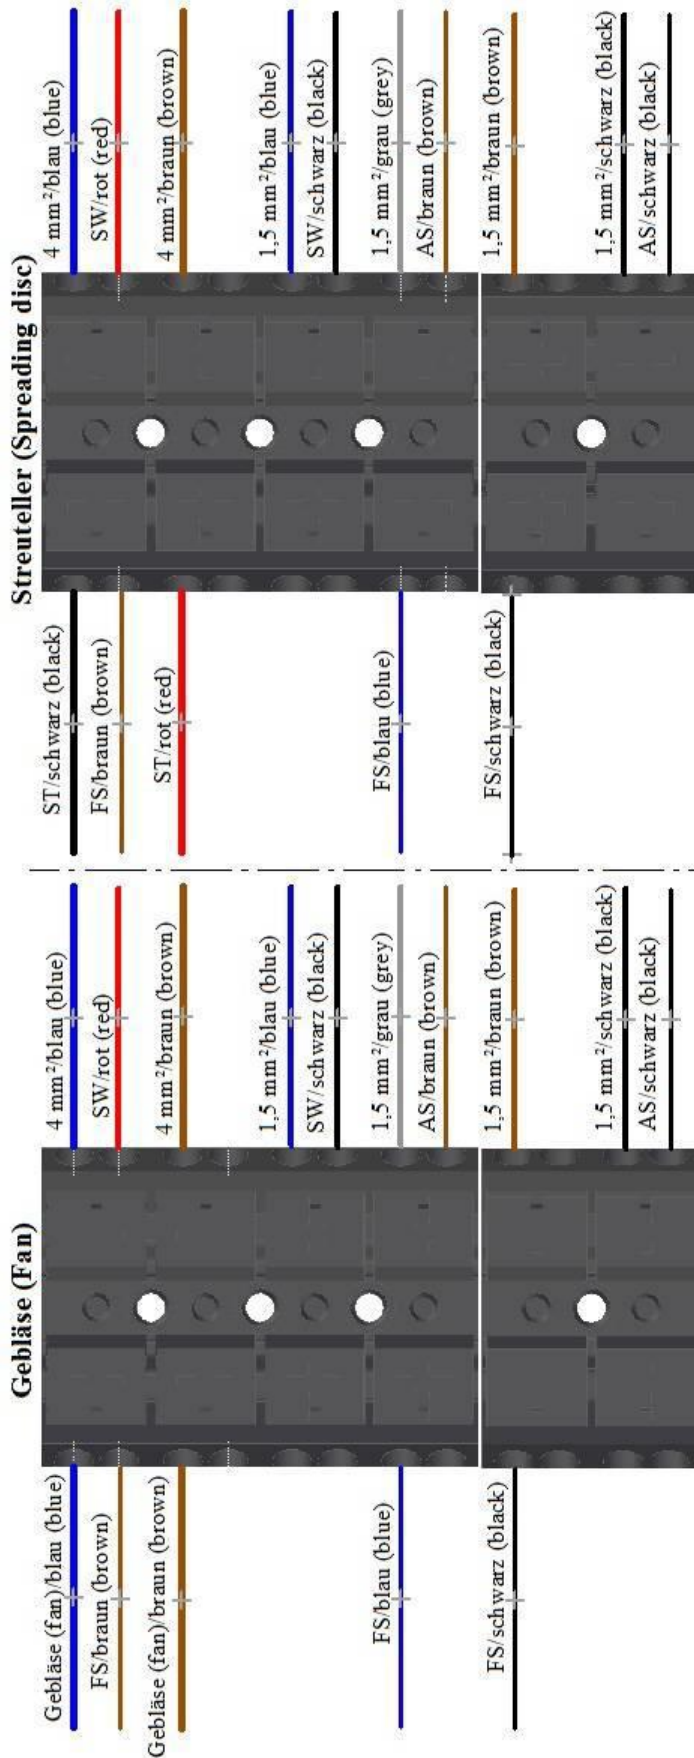 Gebläse (Fan)
Gebläse (fan)/blau (blue)
FS/braun (brown)
Gebläse (fan)/braun (brown)
FS/blau (blue)
FS/schwarz (black)
4 mm²/blau (blue)
SW/rot (red)
4 mm²/braun (brown)
1,5 mm²/blau (blue)
SW/schwarz (black)
1,5 mm²/grau (grey)
AS/braun (brown)
1,5 mm²/braun (brown)
1,5 mm²/schwarz (black)
AS/schwarz (black)
Streuteller (Spreading disc)
ST/schwarz (black)
FS/braun (brown)
ST/rot (red)
FS/blau (blue)
FS/schwarz (black)
4 mm²/blau (blue)
SW/rot (red)
4 mm²/braun (brown)
1,5 mm²/blau (blue)
SW/schwarz (black)
1,5 mm²/grau (grey)
AS/braun (brown)
1,5 mm²/braun (brown)
1,5 mm²/schwarz (black)
AS/schwarz (black)